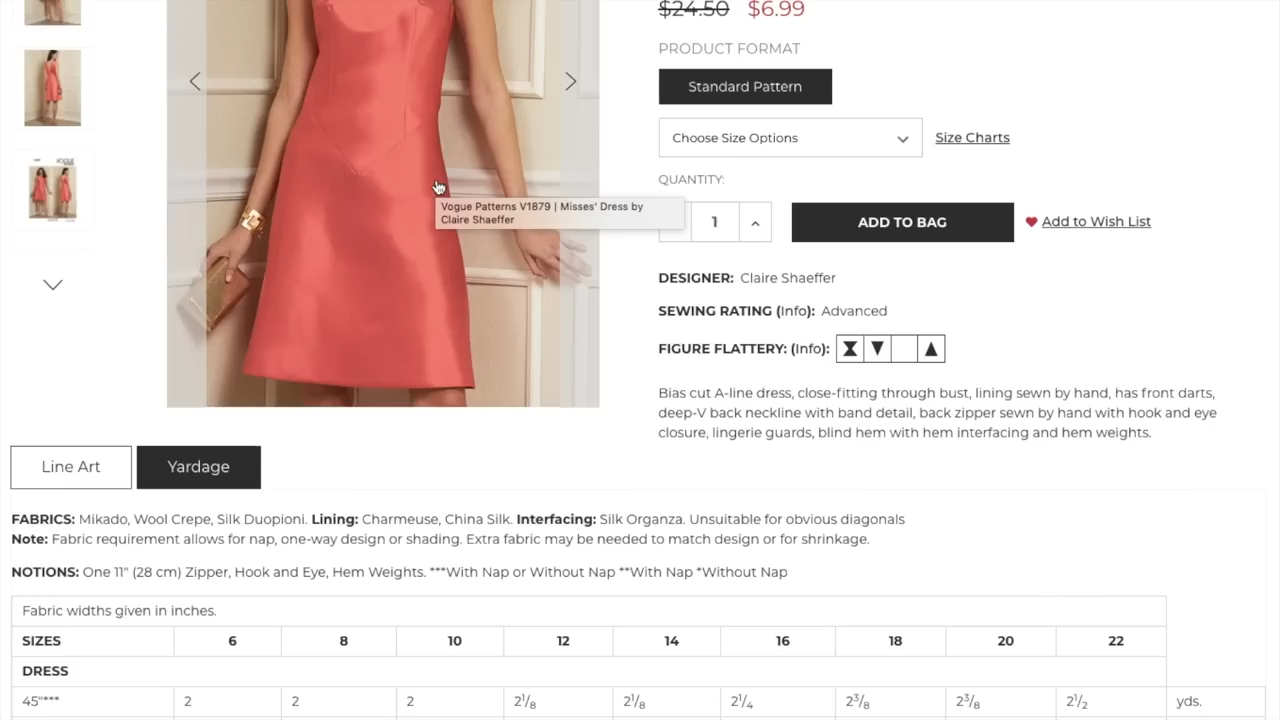 $24.50 $6.99
PRODUCT FORMAT
Standard Pattern
Choose Size Options
Size Charts
QUANTITY:
Vogue Patterns V1879 | Misses' Dress by
Claire Shaeffer
1
ADD TO BAG
Add to Wish List
DESIGNER: Claire Shaeffer
SEWING RATING (Info): Advanced
FIGURE FLATTERY: (Info):
Bias cut A-line dress, close-fitting through bust, lining sewn by hand, has front darts,
deep-V back neckline with band detail, back zipper sewn by hand with hook and eye
closure, lingerie guards, blind hem with hem interfacing and hem weights.
Line Art
Yardage
FABRICS: Mikado, Wool Crepe, Silk Duopioni. Lining: Charmeuse, China Silk. Interfacing: Silk Organza. Unsuitable for obvious diagonals
Note: Fabric requirement allows for nap, one-way design or shading. Extra fabric may be needed to match design or for shrinkage.
NOTIONS: One 11" (28 cm) Zipper, Hook and Eye, Hem Weights. ***With Nap or Without Nap **With Nap *Without Nap
Fabric widths given in inches.
SIZES 6 8 10 12 14 16 18 20 22
DRESS
45"*** 2 2 2 2 1/8 2 1/8 2 1/4 2 3/8 2 3/8 2 1/2 yds.